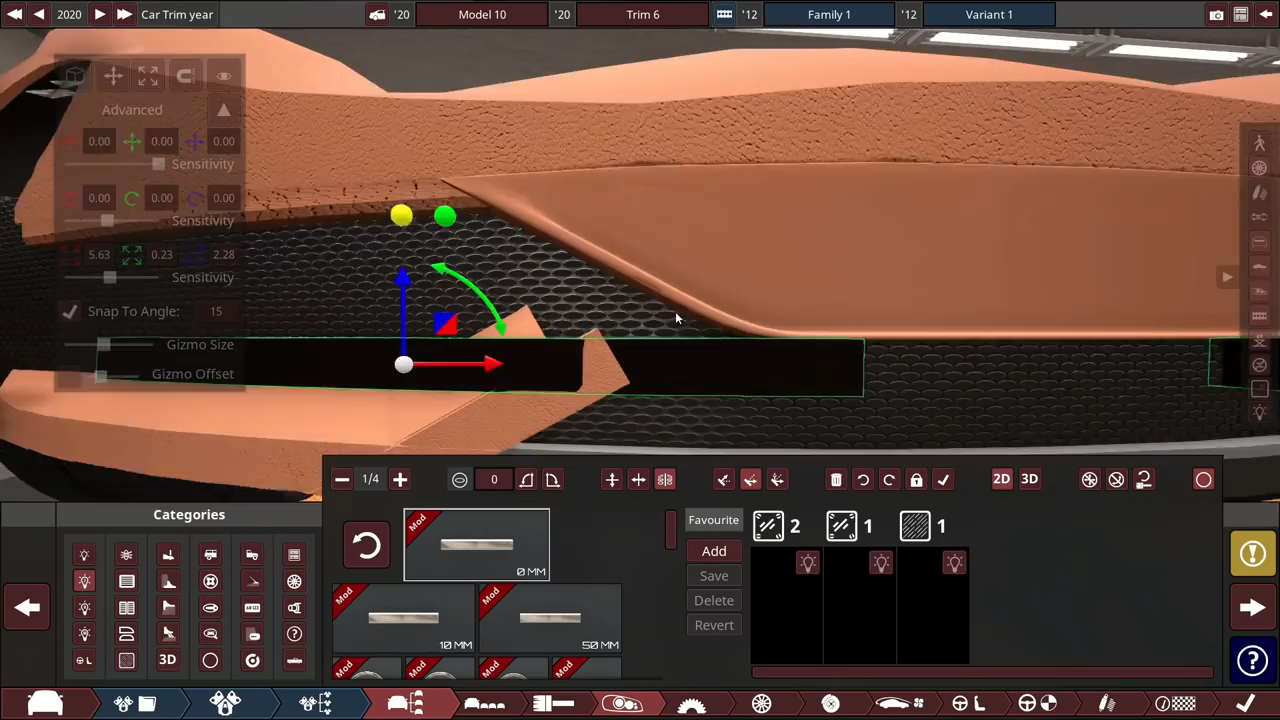 2020 Car Trim year '20 Model 10 '20 Trim 6 '12 Family 1 '12 Variant 1
Advanced
0.00 0.00 0.00
Sensitivity
0.00 0.00 0.00
Sensitivity
5.63 0.23 2.28
Sensitivity
Snap To Angle: 15
Gizmo Size
Gizmo Offset
1/4 0 2D 3D
Categories
3D
L
Mod
0 MM
Mod
10 MM
Mod
50 MM
Mod Mod Mod Mod
Favourite
Add
Save
Delete
Revert
2 1 1